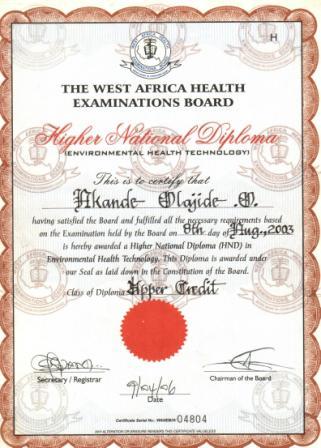 H
THE WEST AFRICA HEALTH
EXAMINATIONS BOARD
Higher National Diploma
(ENVIRONMENTAL HEALTH TECHNOLOGY)
This is to certify that
Akande Olajide .O.
having satisfied the Board and fulfilled all the necessary requirements based
on the Examination held by the Board on 8th day of Aug., 2003
is hereby awarded a Higher National Diploma (HND) in
Environmental Health Technology. This Diploma is awarded under
our Seal as laid down in the Constitution of the Board.
Class of Diploma Upper Credit
Secretary / Registrar
Chairman of the Board
9/04/06
Date
Certificate Serial No. WAHEB/H 04804
ANY ALTERATION OR ERASURE RENDERS THIS CERTIFICATE VALUELESS